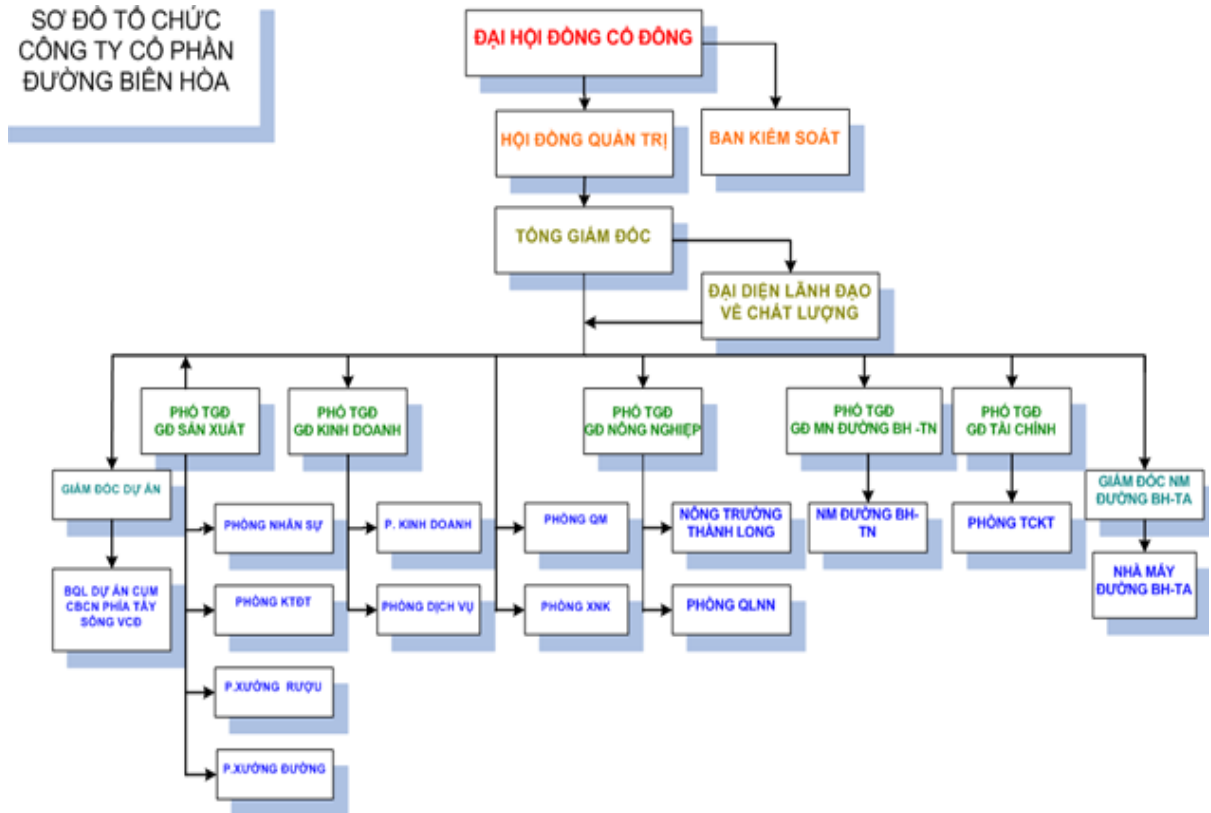 SƠ ĐỒ TỔ CHỨC
CÔNG TY CỔ PHẦN
ĐƯỜNG BIÊN HÒA
ĐẠI HỘI ĐỒNG CỔ ĐÔNG
HỘI ĐỒNG QUẢN TRỊ
BAN KIỂM SOÁT
TỔNG GIÁM ĐỐC
ĐẠI DIỆN LÃNH ĐẠO
VỀ CHẤT LƯỢNG
PHÓ TGĐ
GĐ SẢN XUẤT
PHÓ TGĐ
GĐ KINH DOANH
PHÓ TGĐ
GĐ NÔNG NGHIỆP
PHÓ TGĐ
GĐ MN ĐƯỜNG BH -TN
PHÓ TGĐ
GĐ TÀI CHÍNH
GIÁM ĐỐC DỰ ÁN
GIÁM ĐỐC NM
ĐƯỜNG BH-TA
PHÒNG NHÂN SỰ
P. KINH DOANH
PHÒNG QM
NÔNG TRƯỜNG
THÀNH LONG
NM ĐƯỜNG BH-
TN
PHÒNG TCKT
BQL DỰ ÁN CỤM
CBCN PHÍA TÂY
SÔNG VCĐ
PHÒNG KTĐT
PHÒNG DỊCH VỤ
PHÒNG XNK
PHÒNG QLNN
NHÀ MÁY
ĐƯỜNG BH-TA
P.XƯỞNG RƯỢU
P.XƯỞNG ĐƯỜNG